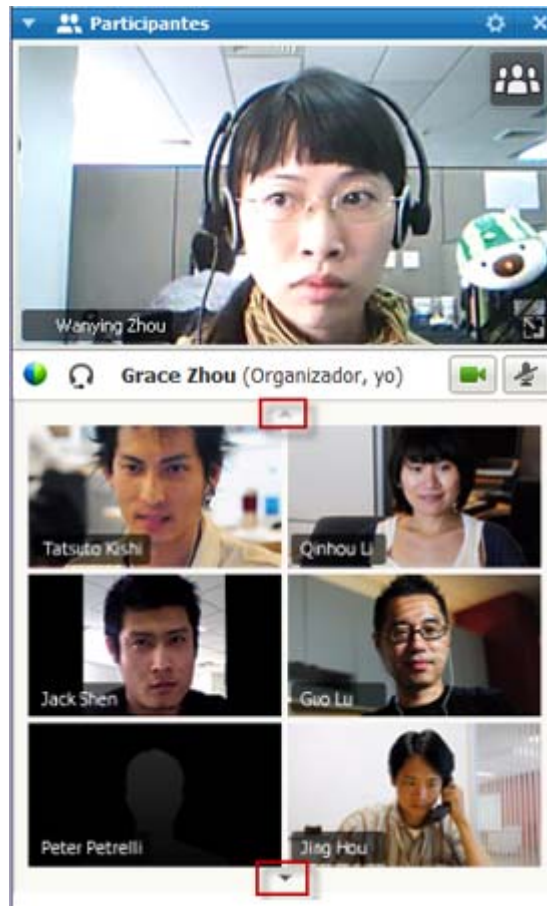 Participantes
Wanying Zhou
Grace Zhou (Organizador, yo)
Tatsuto Kishi
Qinhou Li
Jack Shen
Guo Lu
Peter Petrelli
Jing Hou